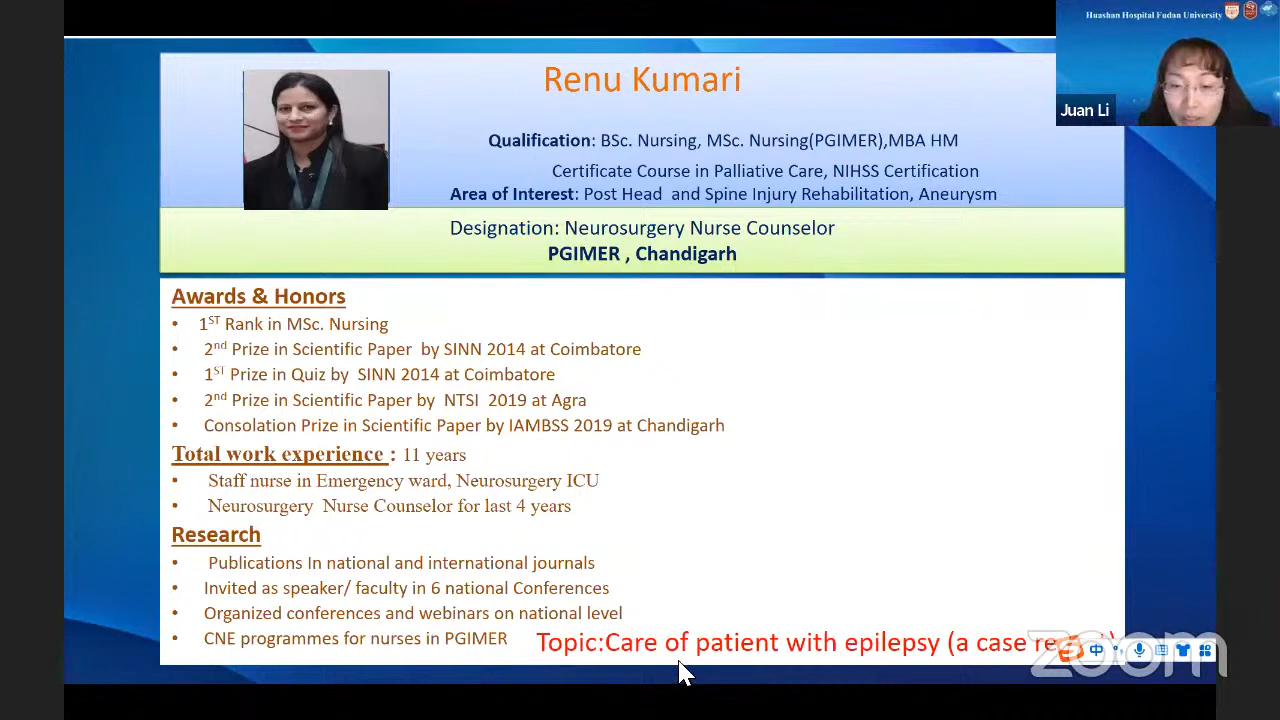 Huashan Hospital Fudan University
Juan Li
Renu Kumari
Qualification: BSc. Nursing, MSc. Nursing(PGIMER),MBA HM
Certificate Course in Palliative Care, NIHSS Certification
Area of Interest: Post Head and Spine Injury Rehabilitation, Aneurysm
Designation: Neurosurgery Nurse Counselor
PGIMER , Chandigarh
Awards & Honors
• 1ST Rank in MSc. Nursing
• 2nd Prize in Scientific Paper by SINN 2014 at Coimbatore
• 1ST Prize in Quiz by SINN 2014 at Coimbatore
• 2nd Prize in Scientific Paper by NTSI 2019 at Agra
• Consolation Prize in Scientific Paper by IAMBSS 2019 at Chandigarh
Total work experience : 11 years
• Staff nurse in Emergency ward, Neurosurgery ICU
• Neurosurgery Nurse Counselor for last 4 years
Research
• Publications In national and international journals
• Invited as speaker/ faculty in 6 national Conferences
• Organized conferences and webinars on national level
• CNE programmes for nurses in PGIMER
Topic:Care of patient with epilepsy (a case
中
zoom